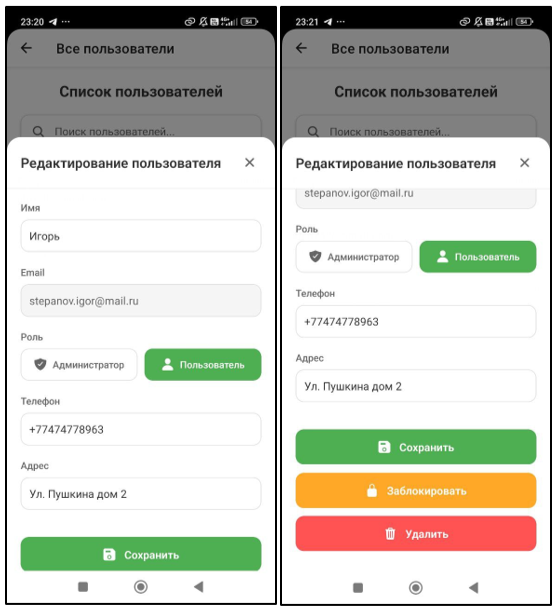 23:20
54
Все пользователи
Список пользователей
Поиск пользователей...
Редактирование пользователя
Имя
Игорь
Email
stepanov.igor@mail.ru
Роль
Администратор Пользователь
Телефон
+77474778963
Адрес
Ул. Пушкина дом 2
Сохранить
23:21
54
Все пользователи
Список пользователей
Поиск пользователей...
Редактирование пользователя
stepanov.igor@mail.ru
Роль
Администратор Пользователь
Телефон
+77474778963
Адрес
Ул. Пушкина дом 2
Сохранить
Заблокировать
Удалить